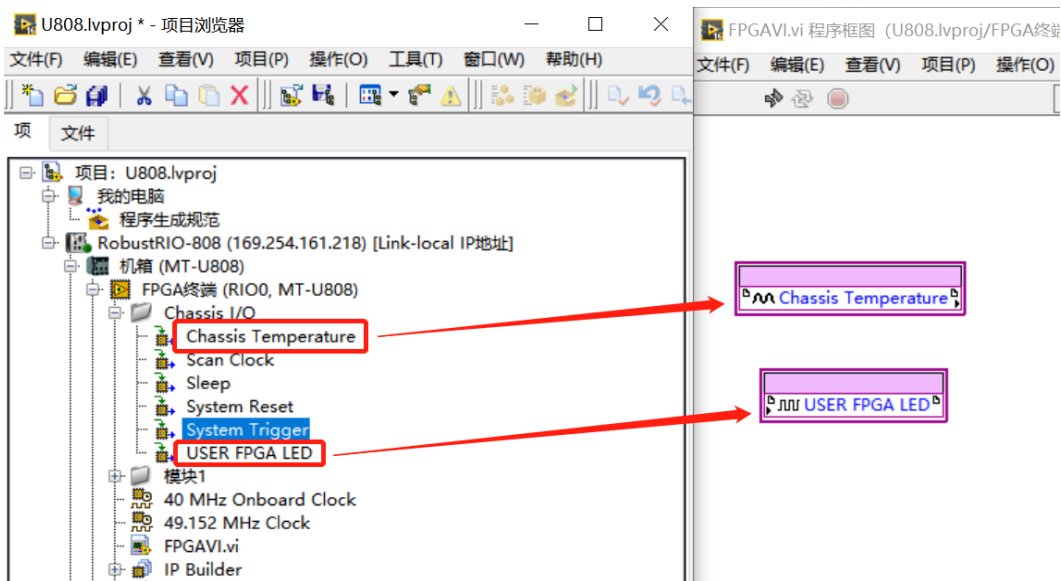 U808.lvproj * - 项目浏览器
文件(F) 编辑(E) 查看(V) 项目(P) 操作(O) 工具(T) 窗口(W) 帮助(H)
项 文件
项目：U808.lvproj
我的电脑
程序生成规范
RobustRIO-808 (169.254.161.218) [Link-local IP地址]
机箱 (MT-U808)
FPGA终端 (RIO0, MT-U808)
Chassis I/O
Chassis Temperature
Scan Clock
Sleep
System Reset
System Trigger
USER FPGA LED
模块1
40 MHz Onboard Clock
49.152 MHz Clock
FPGAVI.vi
IP Builder
FPGAVI.vi 程序框图（U808.lvproj/FPGA终端
文件(F) 编辑(E) 查看(V) 项目(P) 操作(O)
Chassis Temperature
USER FPGA LED